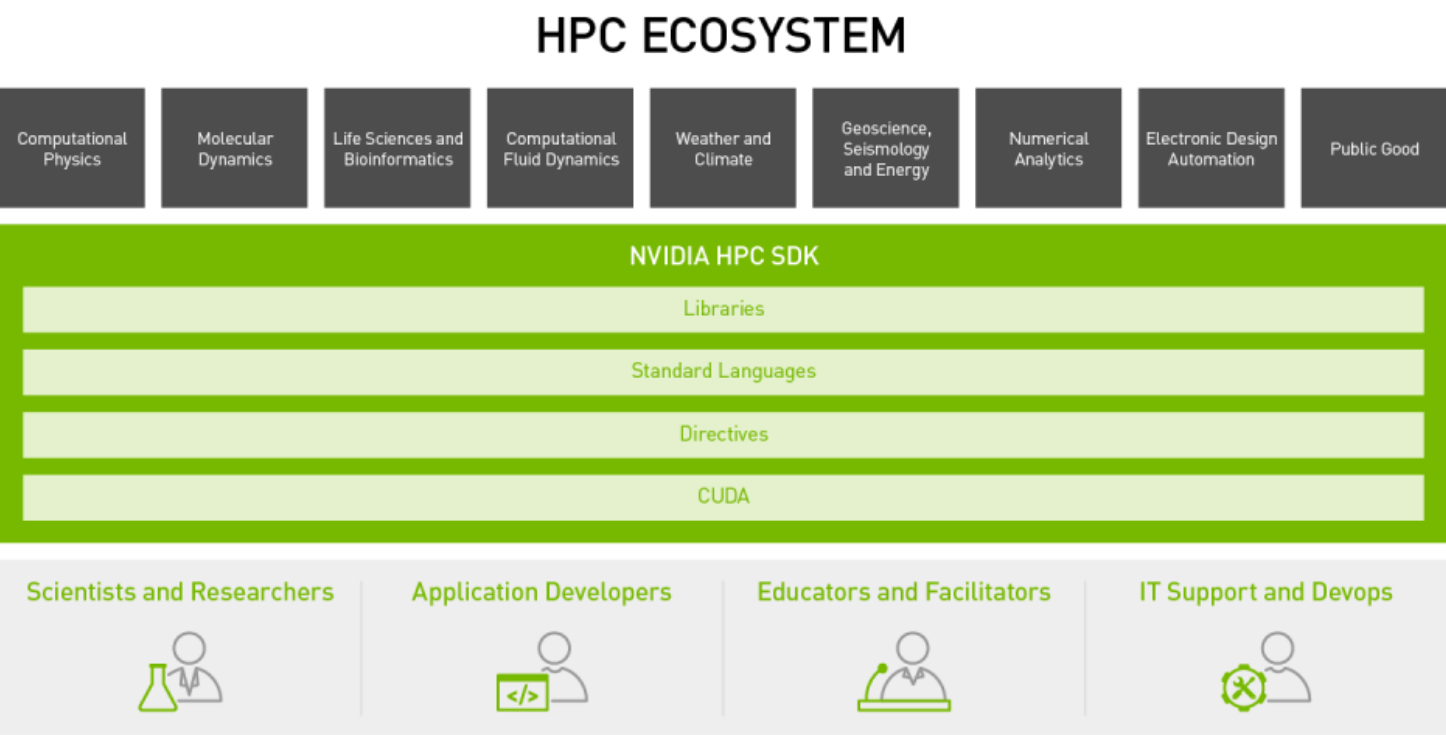 HPC ECOSYSTEM
Computational
Physics
Molecular
Dynamics
Life Sciences and
Bioinformatics
Computational
Fluid Dynamics
Weather and
Climate
Geoscience,
Seismology
and Energy
Numerical
Analytics
Electronic Design
Automation
Public Good
NVIDIA HPC SDK
Libraries
Standard Languages
Directives
CUDA
Scientists and Researchers
Application Developers
Educators and Facilitators
IT Support and Devops
</>